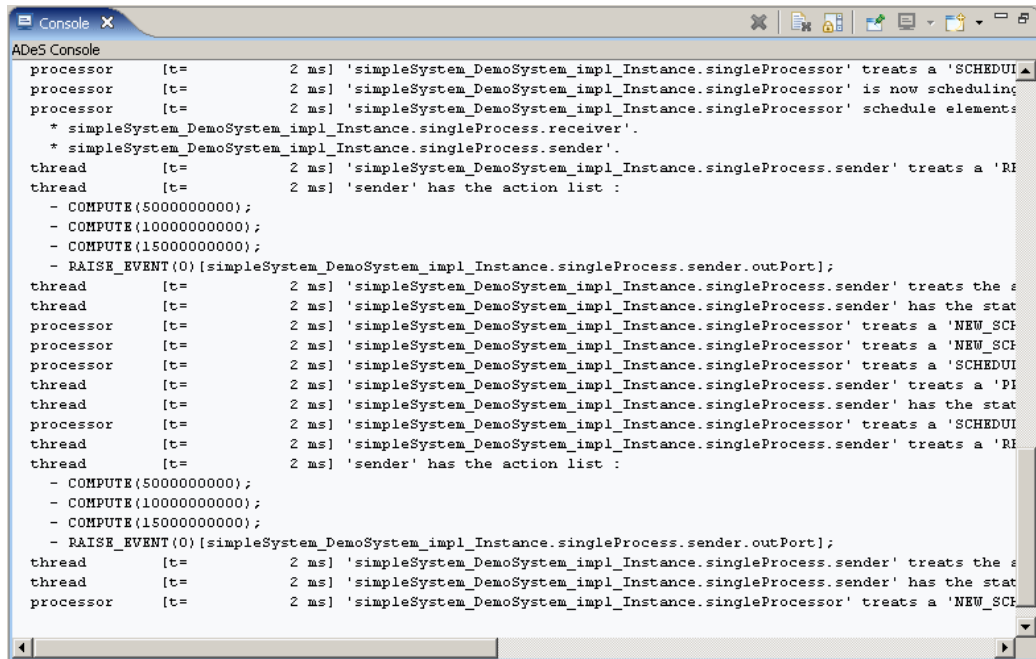 Console
ADeS Console
processor [t= 2 ms] 'simpleSystem_DemoSystem_impl_Instance.singleProcessor' treats a 'SCHEDUL
processor [t= 2 ms] 'simpleSystem_DemoSystem_impl_Instance.singleProcessor' is now scheduling
processor [t= 2 ms] 'simpleSystem_DemoSystem_impl_Instance.singleProcessor' schedule elements
* simpleSystem_DemoSystem_impl_Instance.singleProcess.receiver'.
* simpleSystem_DemoSystem_impl_Instance.singleProcess.sender'.
thread [t= 2 ms] 'simpleSystem_DemoSystem_impl_Instance.singleProcess.sender' treats a 'RE
thread [t= 2 ms] 'sender' has the action list :
- COMPUTE(5000000000);
- COMPUTE(10000000000);
- COMPUTE(15000000000);
- RAISE_EVENT(0)[simpleSystem_DemoSystem_impl_Instance.singleProcess.sender.outPort];
thread [t= 2 ms] 'simpleSystem_DemoSystem_impl_Instance.singleProcess.sender' treats the a
thread [t= 2 ms] 'simpleSystem_DemoSystem_impl_Instance.singleProcess.sender' has the stat
processor [t= 2 ms] 'simpleSystem_DemoSystem_impl_Instance.singleProcessor' treats a 'NEW_SCH
processor [t= 2 ms] 'simpleSystem_DemoSystem_impl_Instance.singleProcessor' treats a 'NEW_SCH
processor [t= 2 ms] 'simpleSystem_DemoSystem_impl_Instance.singleProcessor' treats a 'SCHEDUL
thread [t= 2 ms] 'simpleSystem_DemoSystem_impl_Instance.singleProcess.sender' treats a 'PR
thread [t= 2 ms] 'simpleSystem_DemoSystem_impl_Instance.singleProcess.sender' has the stat
processor [t= 2 ms] 'simpleSystem_DemoSystem_impl_Instance.singleProcessor' treats a 'SCHEDUL
thread [t= 2 ms] 'simpleSystem_DemoSystem_impl_Instance.singleProcess.sender' treats a 'RE
thread [t= 2 ms] 'sender' has the action list :
- COMPUTE(5000000000);
- COMPUTE(10000000000);
- COMPUTE(15000000000);
- RAISE_EVENT(0)[simpleSystem_DemoSystem_impl_Instance.singleProcess.sender.outPort];
thread [t= 2 ms] 'simpleSystem_DemoSystem_impl_Instance.singleProcess.sender' treats the a
thread [t= 2 ms] 'simpleSystem_DemoSystem_impl_Instance.singleProcess.sender' has the stat
processor [t= 2 ms] 'simpleSystem_DemoSystem_impl_Instance.singleProcessor' treats a 'NEW_SCH